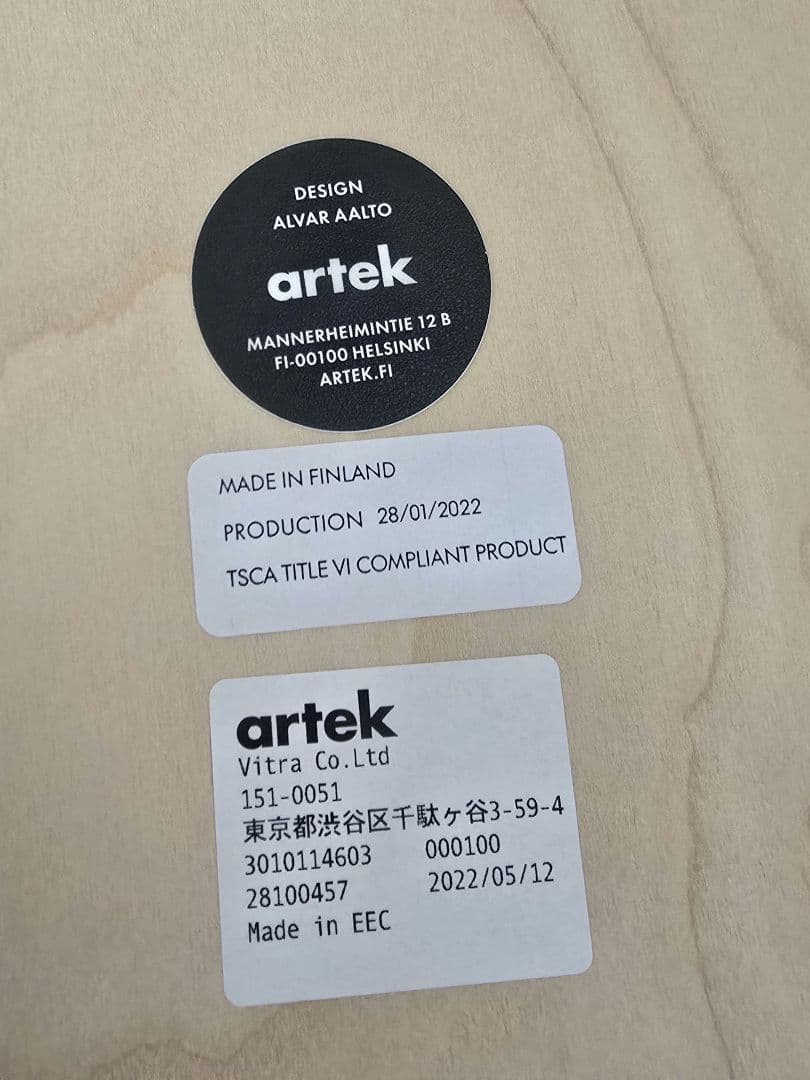 DESIGN
ALVAR AALTO
artek
MANNERHEIMINTIE 12 B
FI-00100 HELSINKI
ARTEK.FI
MADE IN FINLAND
PRODUCTION 28/01/2022
TSCA TITLE VI COMPLIANT PRODUCT
artek
Vitra Co.Ltd
151-0051
東京都渋谷区千駄ヶ谷3-59-4
3010114603 000100
28100457 2022/05/12
Made in EEC